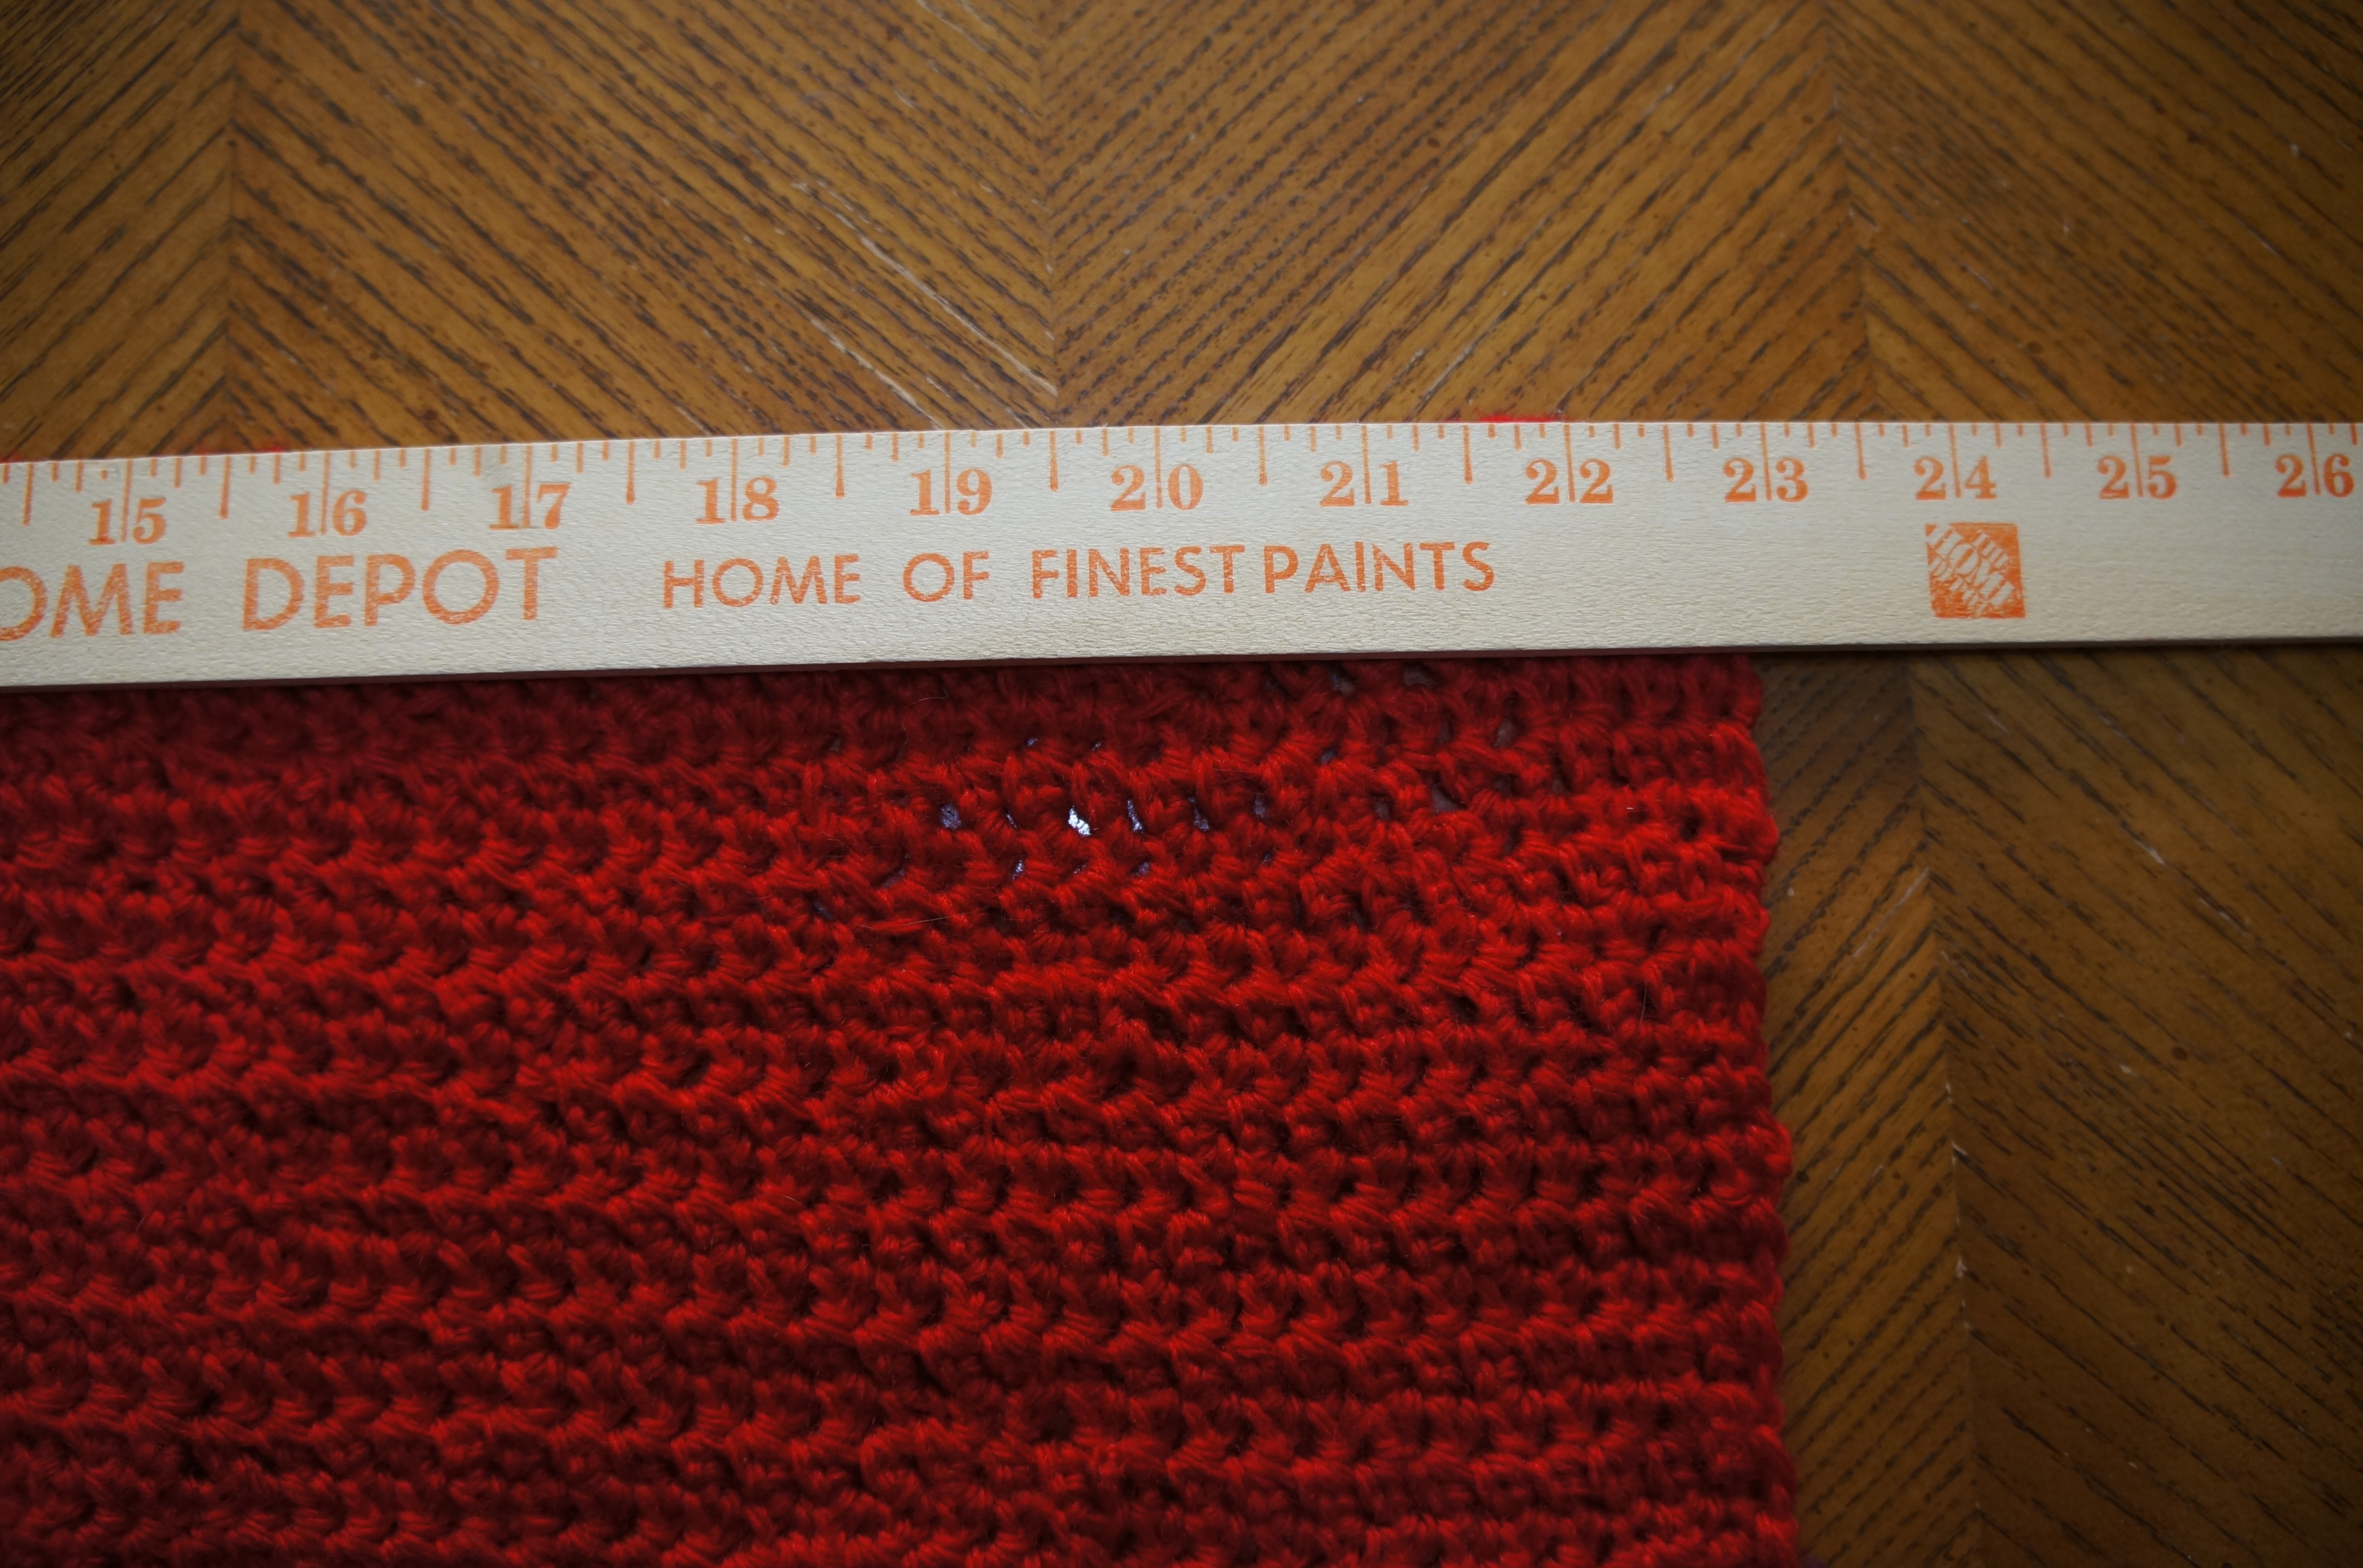 15 16 17 18 19 20 21 22 23 24 25 26
OME DEPOT HOME OF FINEST PAINTS